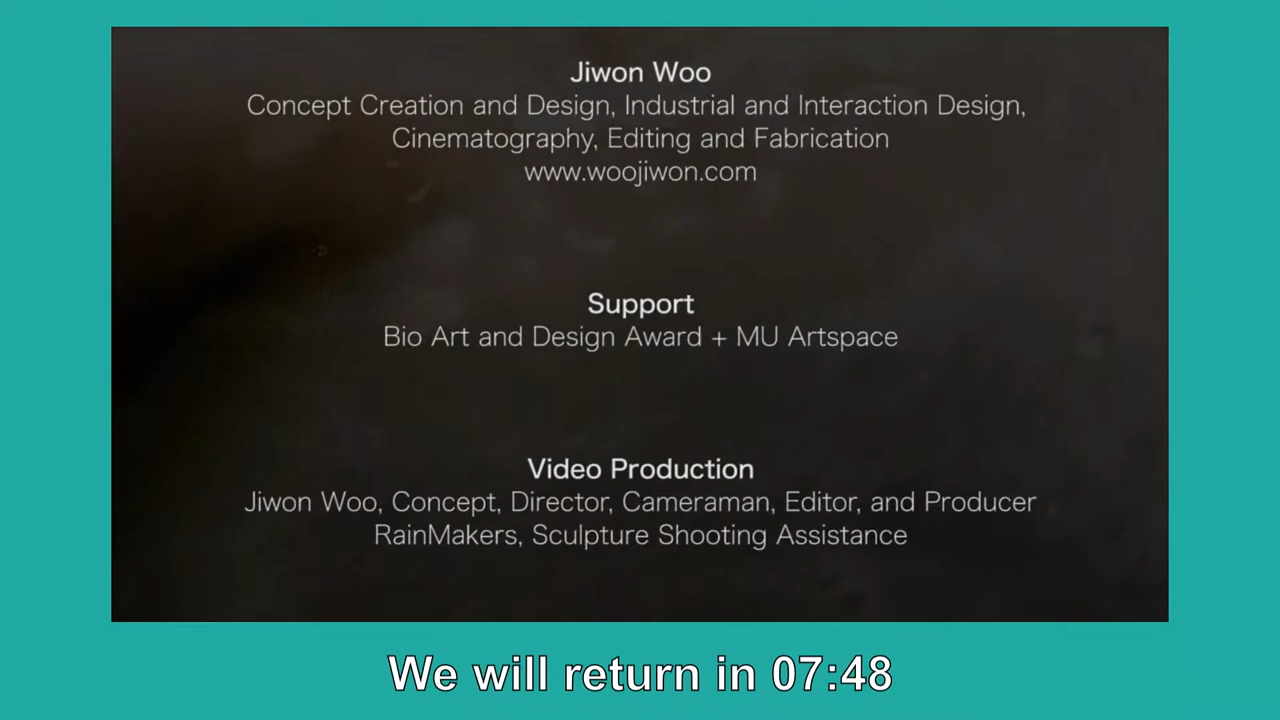 Jiwon Woo
Concept Creation and Design, Industrial and Interaction Design,
Cinematography, Editing and Fabrication
www.woojiwon.com
Support
Bio Art and Design Award + MU Artspace
Video Production
Jiwon Woo, Concept, Director, Cameraman, Editor, and Producer
RainMakers, Sculpture Shooting Assistance
We will return in 07:48